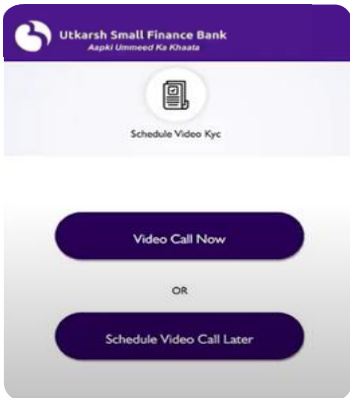 Utkarsh Small Finance Bank
Aapki Ummeed Ka Khaata
Schedule Video Kyc
Video Call Now
OR
Schedule Video Call Later